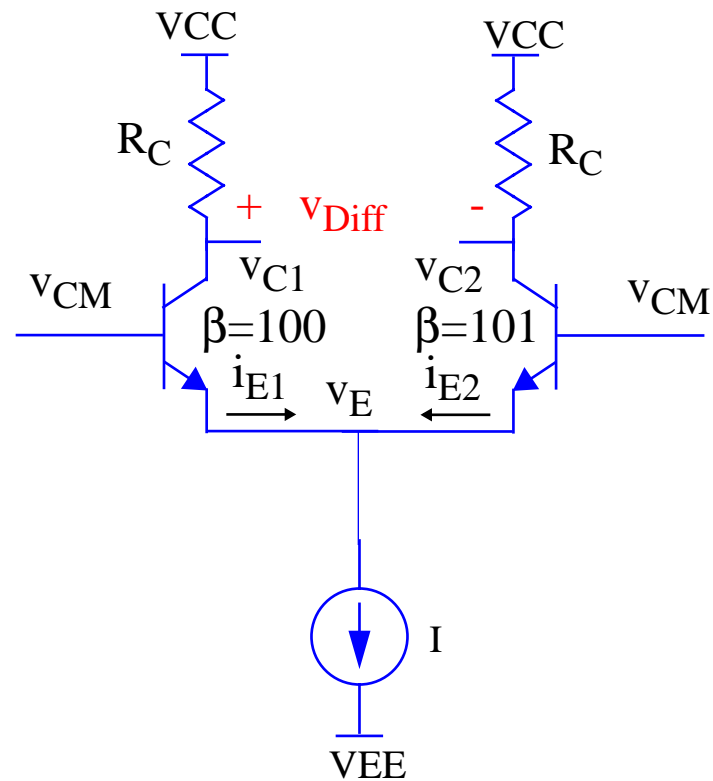 VCC VCC
R_C R_C
+ v_Diff -
v_CM v_C1 v_C2 v_CM
β=100 β=101
i_E1 v_E i_E2
I
VEE